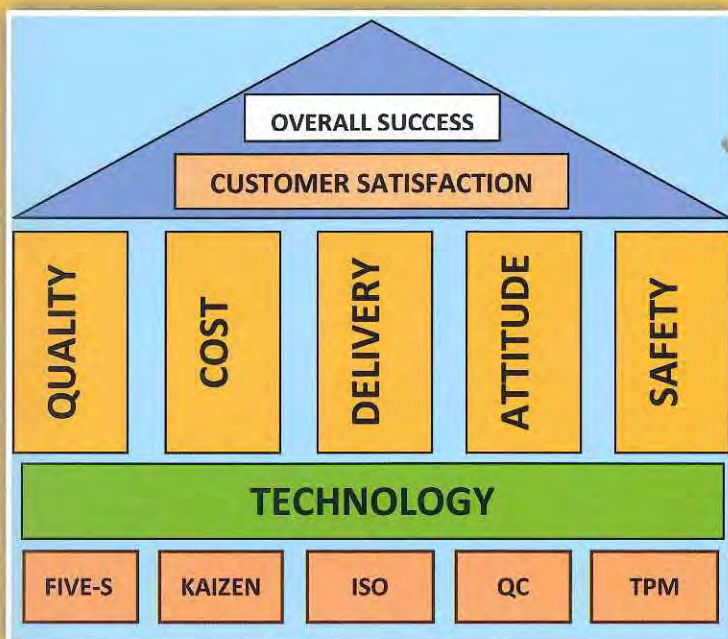 OVERALL SUCCESS
CUSTOMER SATISFACTION
QUALITY
COST
DELIVERY
ATTITUDE
SAFETY
TECHNOLOGY
FIVE-S
KAIZEN
ISO
QC
TPM